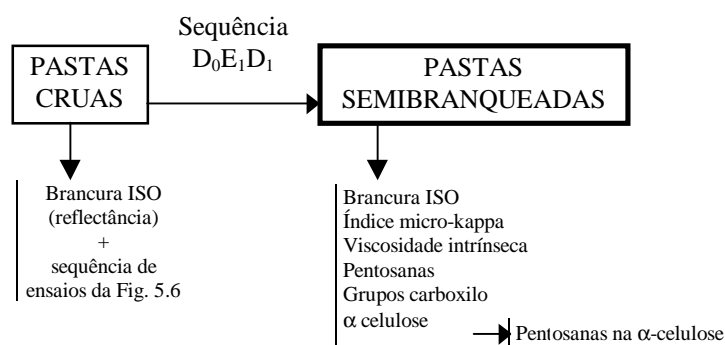 Sequência
D₀E₁D₁
PASTAS
CRUAS
PASTAS
SEMIBRANQUEADAS
Brancura ISO
(reflectância)
+
sequência de
ensaios da Fig. 5.6
Brancura ISO
Índice micro-kappa
Viscosidade intrínseca
Pentosanas
Grupos carboxilo
α celulose
Pentosanas na α-celulose